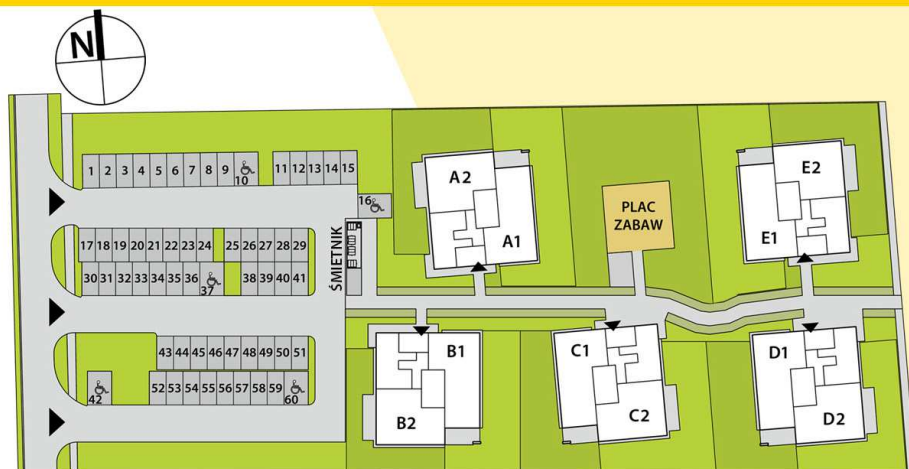 N
1 2 3 4 5 6 7 8 9 10 11 12 13 14 15
16
17 18 19 20 21 22 23 24 25 26 27 28 29
30 31 32 33 34 35 36 37 38 39 40 41
ŚMIETNIK
43 44 45 46 47 48 49 50 51
42 52 53 54 55 56 57 58 59 60
A2
A1
PLAC
ZABAW
E2
E1
B1
B2
C1
C2
D1
D2